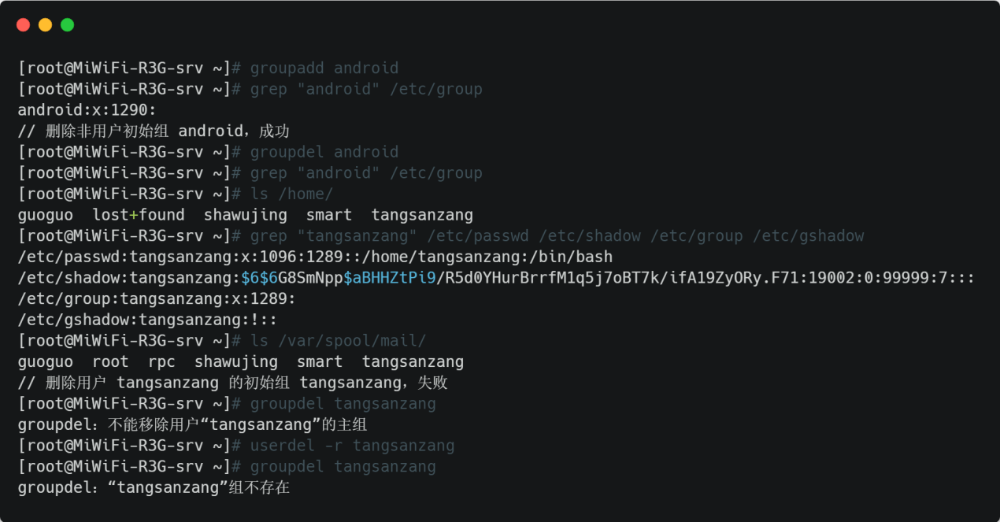 [root@MiWiFi-R3G-srv ~]# groupadd android
[root@MiWiFi-R3G-srv ~]# grep "android" /etc/group
android:x:1290:
// 删除非用户初始组 android，成功
[root@MiWiFi-R3G-srv ~]# groupdel android
[root@MiWiFi-R3G-srv ~]# grep "android" /etc/group
[root@MiWiFi-R3G-srv ~]# ls /home/
guoguo  lost+found  shawujing  smart  tangsanzang
[root@MiWiFi-R3G-srv ~]# grep "tangsanzang" /etc/passwd /etc/shadow /etc/group /etc/gshadow
/etc/passwd:tangsanzang:x:1096:1289::/home/tangsanzang:/bin/bash
/etc/shadow:tangsanzang:$6$6G8SmNpp$aBHHZtPi9/R5d0YHurBrrfM1q5j7oBT7k/ifA19ZyORy.F71:19002:0:99999:7:::
/etc/group:tangsanzang:x:1289:
/etc/gshadow:tangsanzang:!::
[root@MiWiFi-R3G-srv ~]# ls /var/spool/mail/
guoguo  root  rpc  shawujing  smart  tangsanzang
// 删除用户 tangsanzang 的初始组 tangsanzang，失败
[root@MiWiFi-R3G-srv ~]# groupdel tangsanzang
groupdel：不能移除用户“tangsanzang”的主组
[root@MiWiFi-R3G-srv ~]# userdel -r tangsanzang
[root@MiWiFi-R3G-srv ~]# groupdel tangsanzang
groupdel：“tangsanzang”组不存在